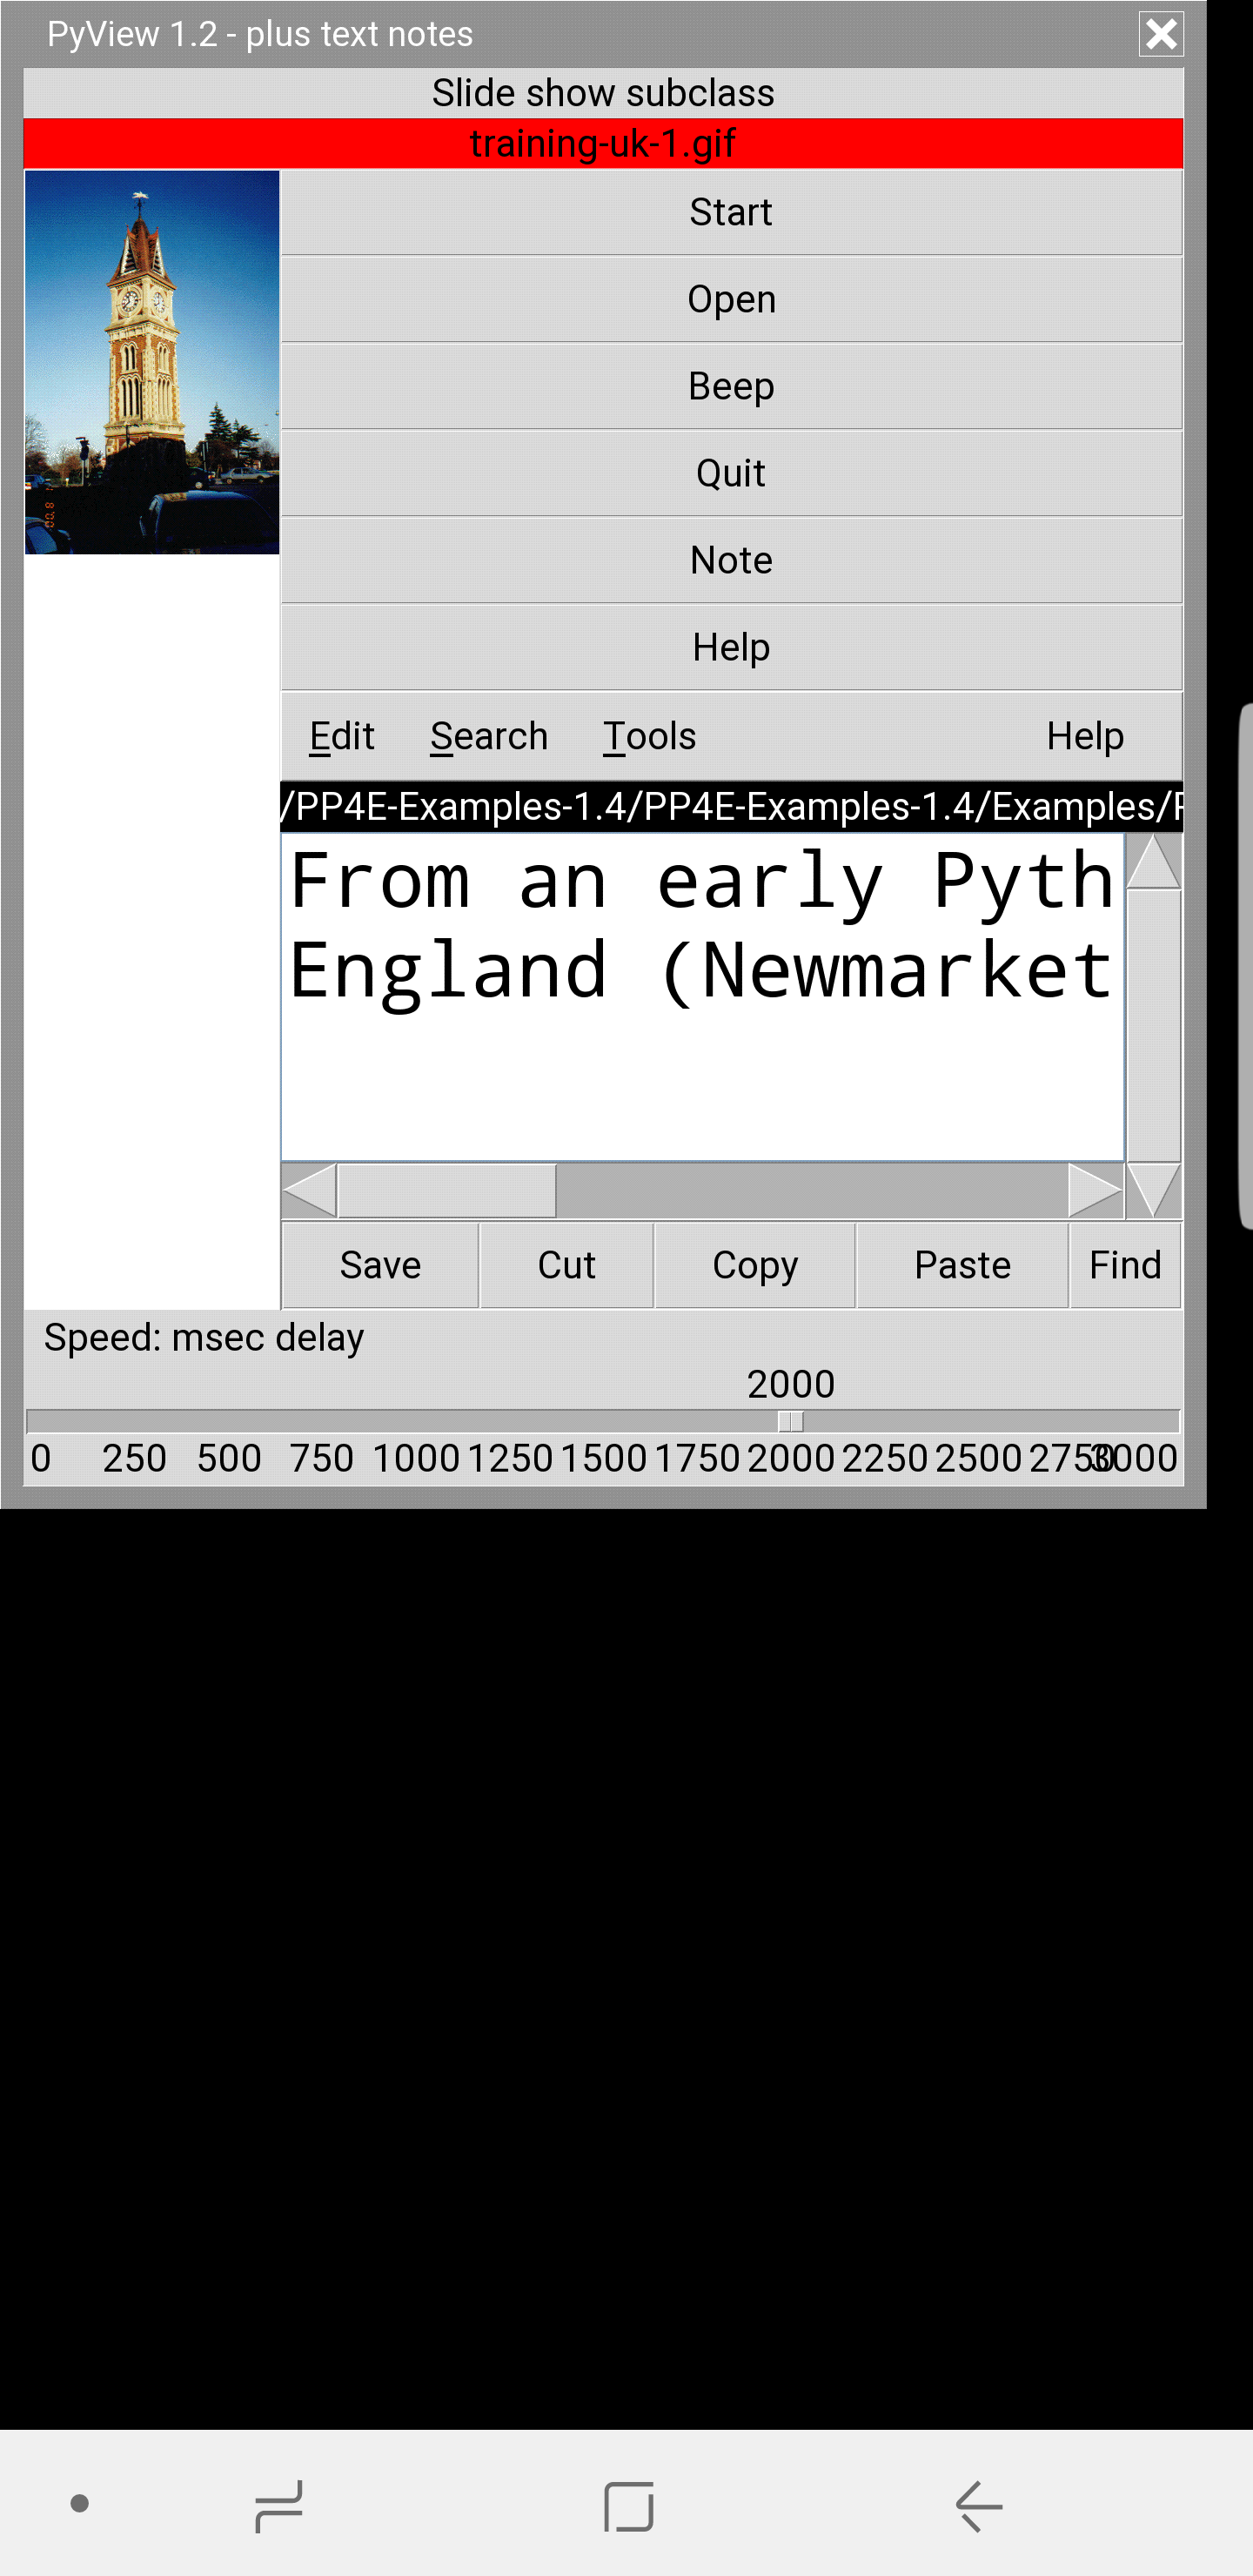 PyView 1.2 - plus text notes
Slide show subclass
training-uk-1.gif
Start
Open
Beep
Quit
Note
Help
Edit Search Tools Help
/PP4E-Examples-1.4/PP4E-Examples-1.4/Examples/
From an early Pyth
England (Newmarket
Save Cut Copy Paste Find
Speed: msec delay
2000
0 250 500 750 1000 1250 1500 1750 2000 2250 2500 2750 3000